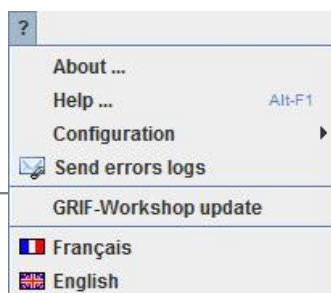 ?
About ...
Help ... Alt-F1
Configuration
Send errors logs
GRIF-Workshop update
Français
English